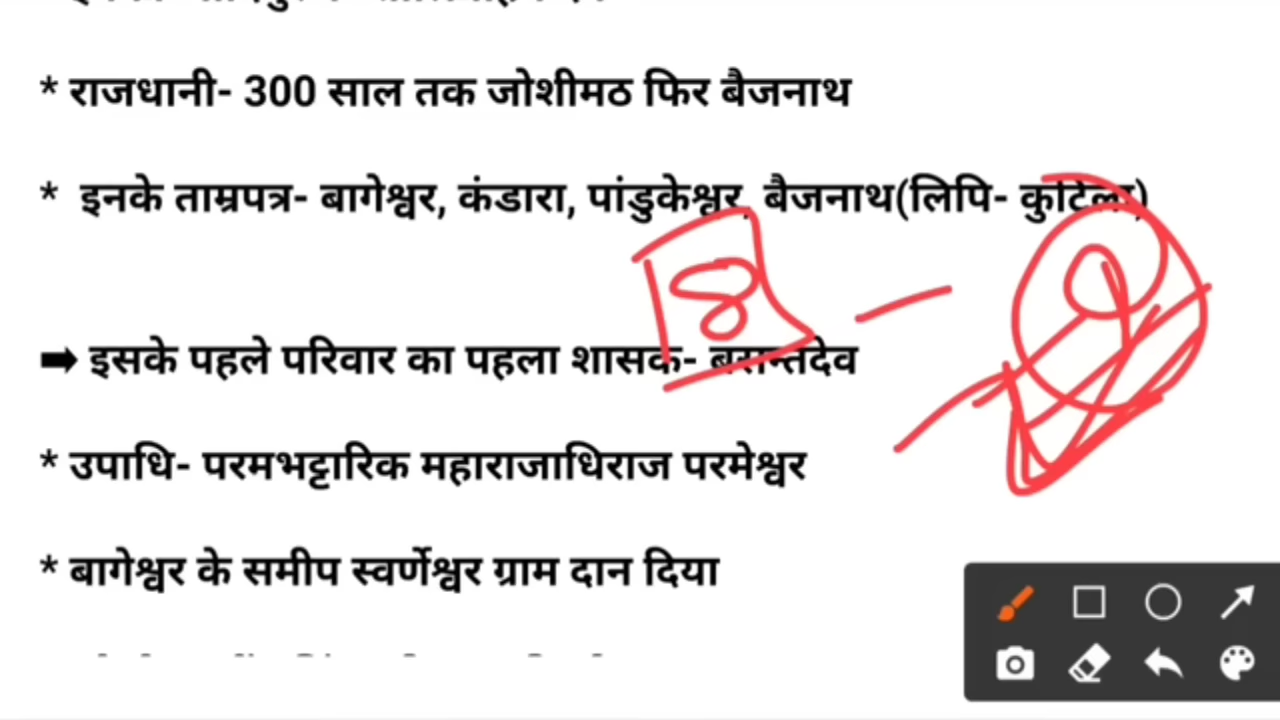 * राजधानी- 300 साल तक जोशीमठ फिर बैजनाथ
* इनके ताम्रपत्र- बागेश्वर, कंडारा, पांडुकेश्वर, बैजनाथ(लिपि- कुटिला)
8 -
➡ इसके पहले परिवार का पहला शासक- बसन्तदेव
* उपाधि- परमभट्टारिक महाराजाधिराज परमेश्वर
* बागेश्वर के समीप स्वर्णेश्वर ग्राम दान दिया